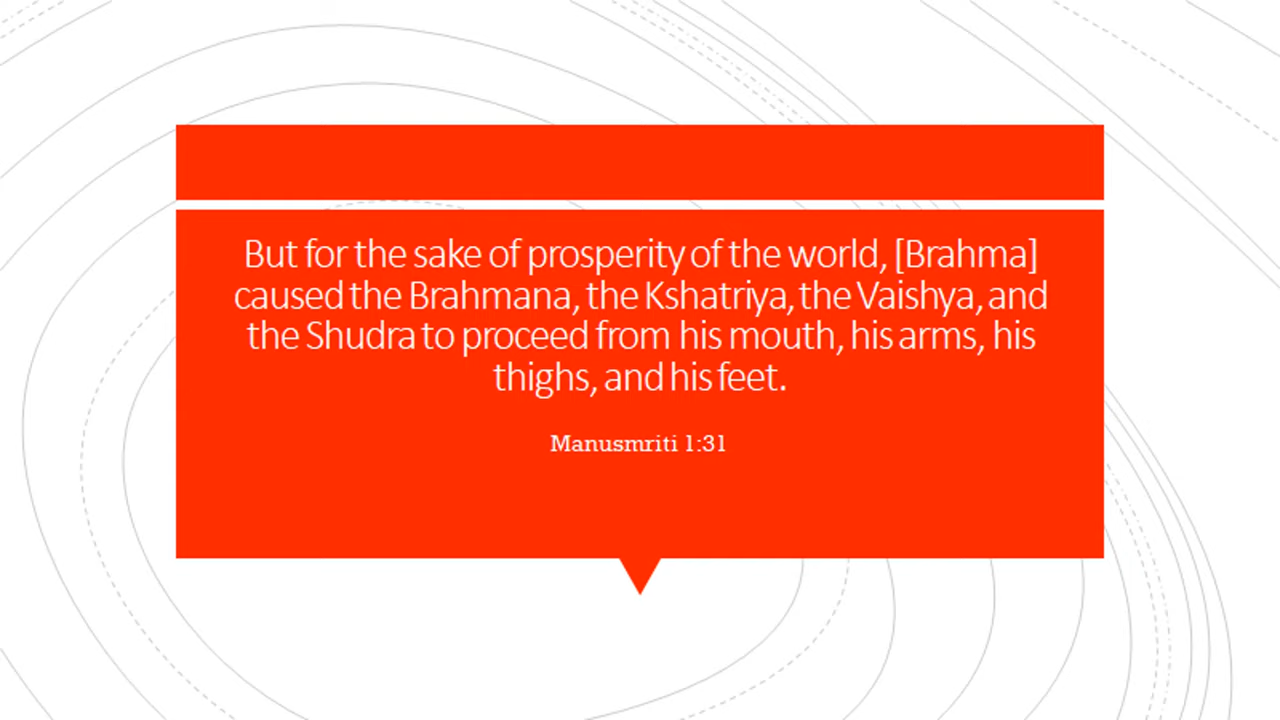 But for the sake of prosperity of the world, [Brahma]
caused the Brahmana, the Kshatriya, the Vaishya, and
the Shudra to proceed from his mouth, his arms, his
thighs, and his feet.
Manusmriti 1:31